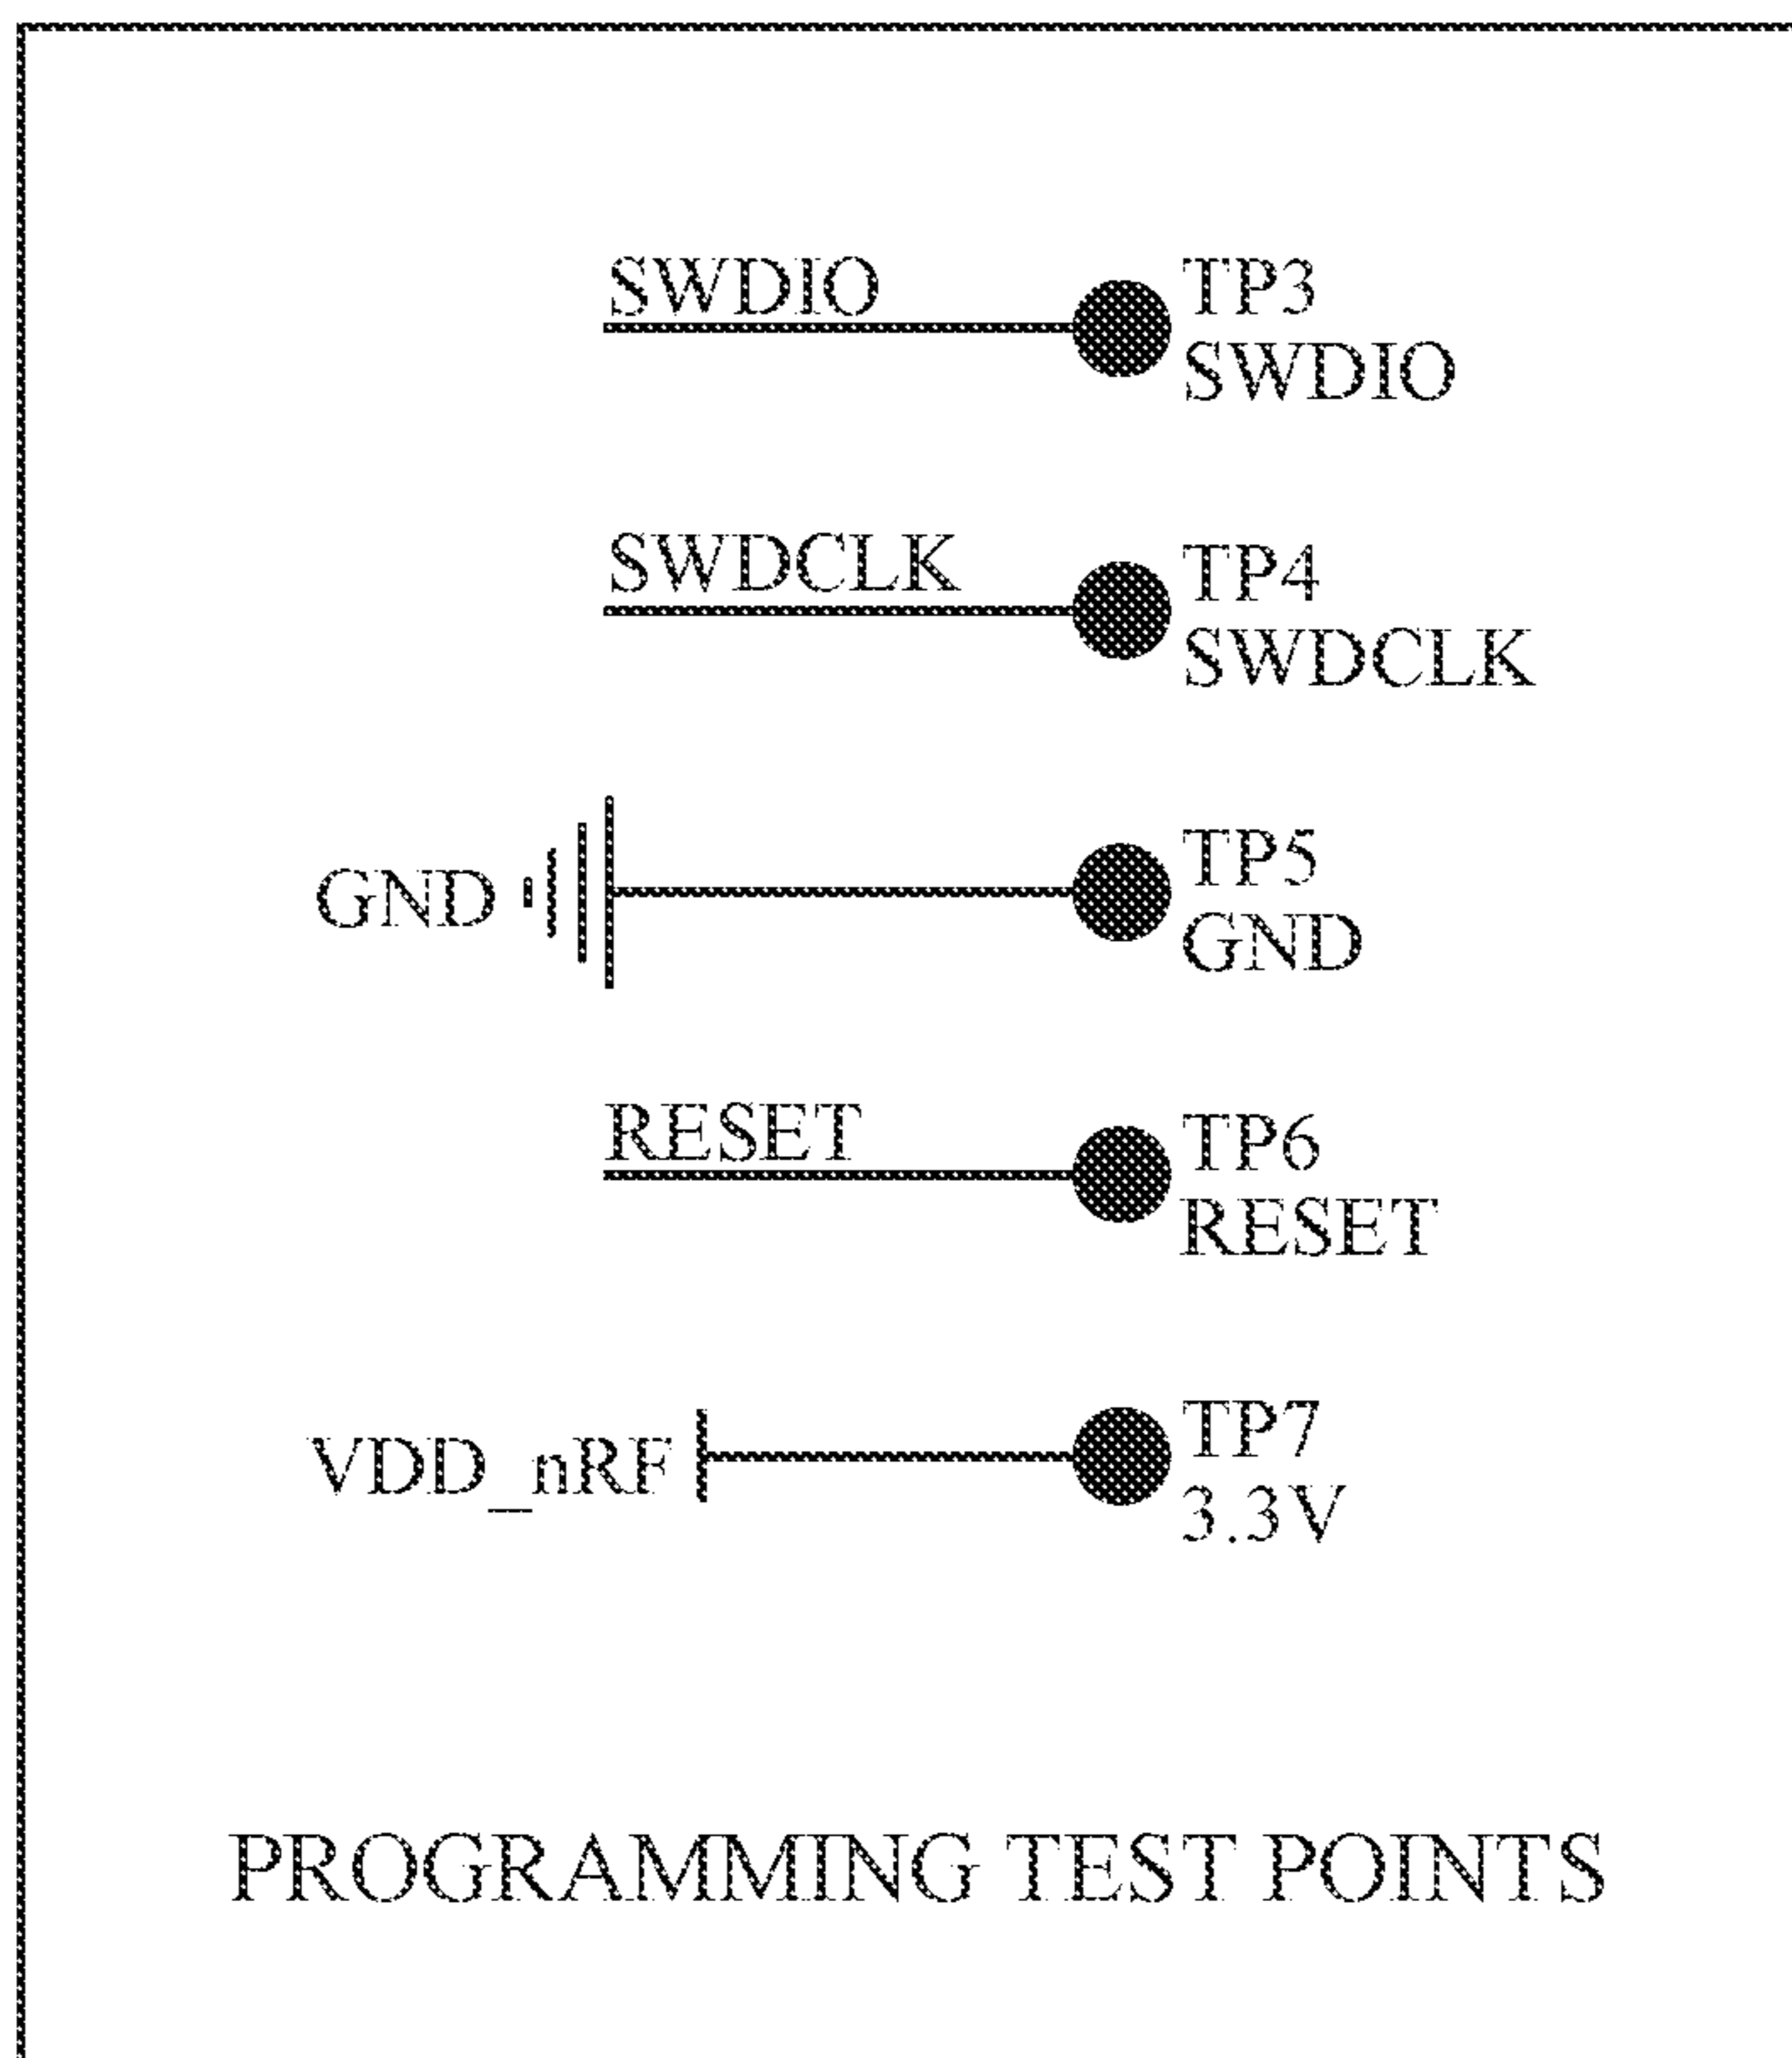 SWDIO
TP3
SWDIO
SWDCLK
TP4
SWDCLK
GND
TP5
GND
RESET
TP6
RESET
VDD_nRF
TP7
3.3V
PROGRAMMING TEST POINTS